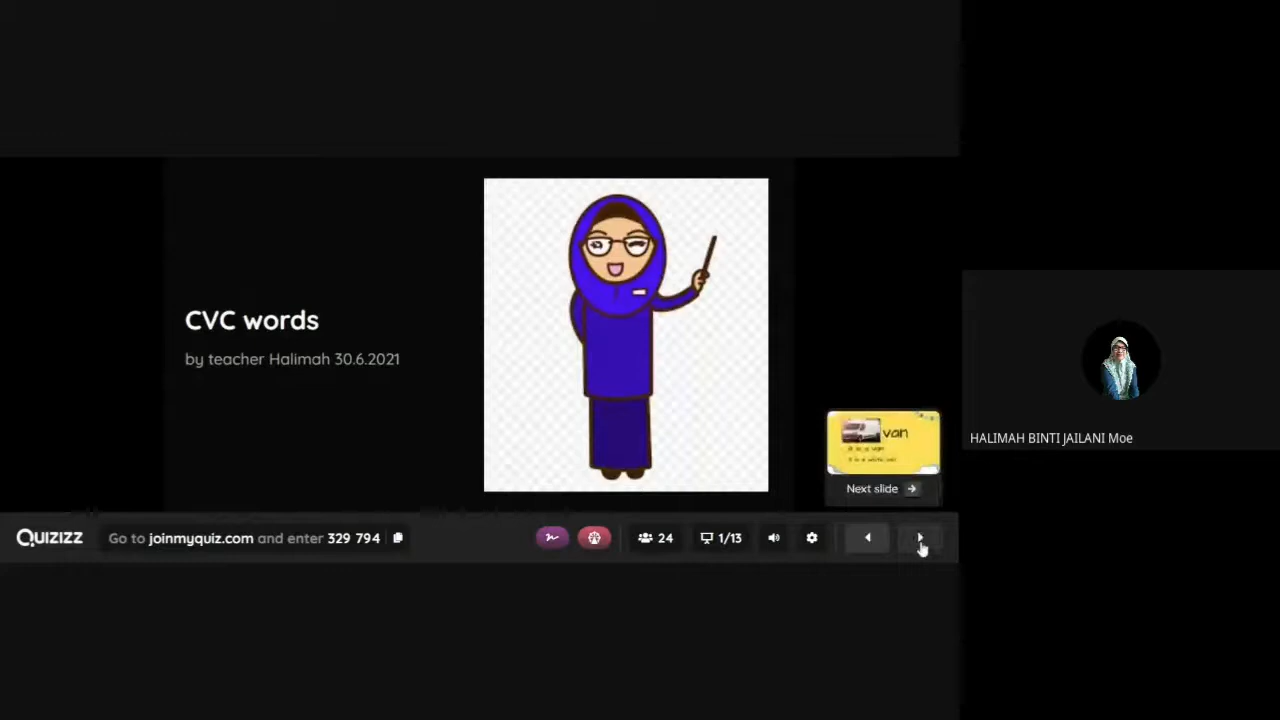 CVC words
by teacher Halimah 30.6.2021
van
Next slide
QUIZIZZ
Go to joinmyquiz.com and enter 329 794
24
1/13
HALIMAH BINTI JAILANI Moe